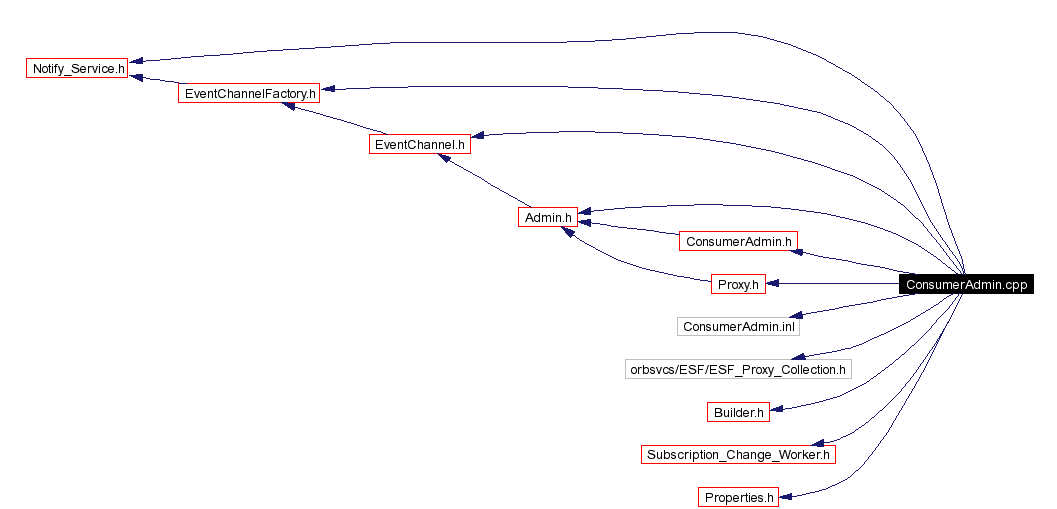 Notify_Service.h
EventChannelFactory.h
EventChannel.h
Admin.h
ConsumerAdmin.h
Proxy.h
ConsumerAdmin.cpp
ConsumerAdmin.inl
orbsvcs/ESF/ESF_Proxy_Collection.h
Builder.h
Subscription_Change_Worker.h
Properties.h